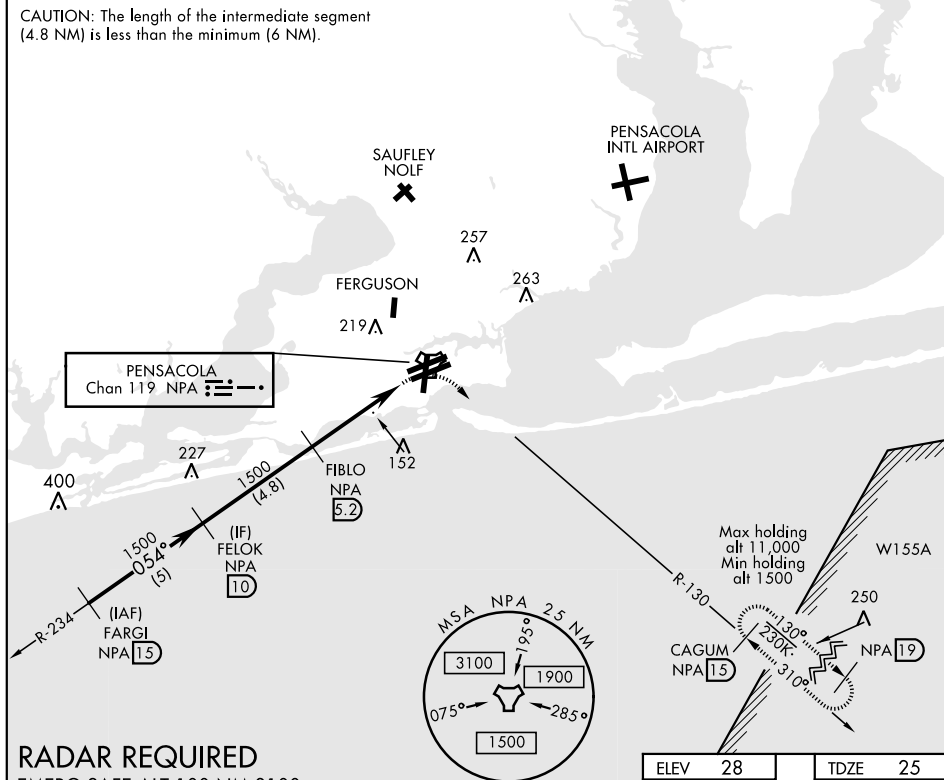 CAUTION: The length of the intermediate segment
(4.8 NM) is less than the minimum (6 NM).
PENSACOLA
INTL AIRPORT
SAUFLEY
NOLF
257
263
FERGUSON
219
PENSACOLA
Chan 119 NPA
152
227
400
FIBLO
NPA
5.2
1500
(4.8)
(IF)
FELOK
NPA
10
1500
054°
(5)
(IAF)
FARGI
NPA 15
R-234
Max holding
alt 11,000
Min holding
alt 1500
W155A
R-130
250
130°
230K
310°
CAGUM
NPA 15
NPA 19
MSA NPA 25 NM
195°
3100
1900
075°
285°
1500
RADAR REQUIRED
ELEV 28
TDZE 25